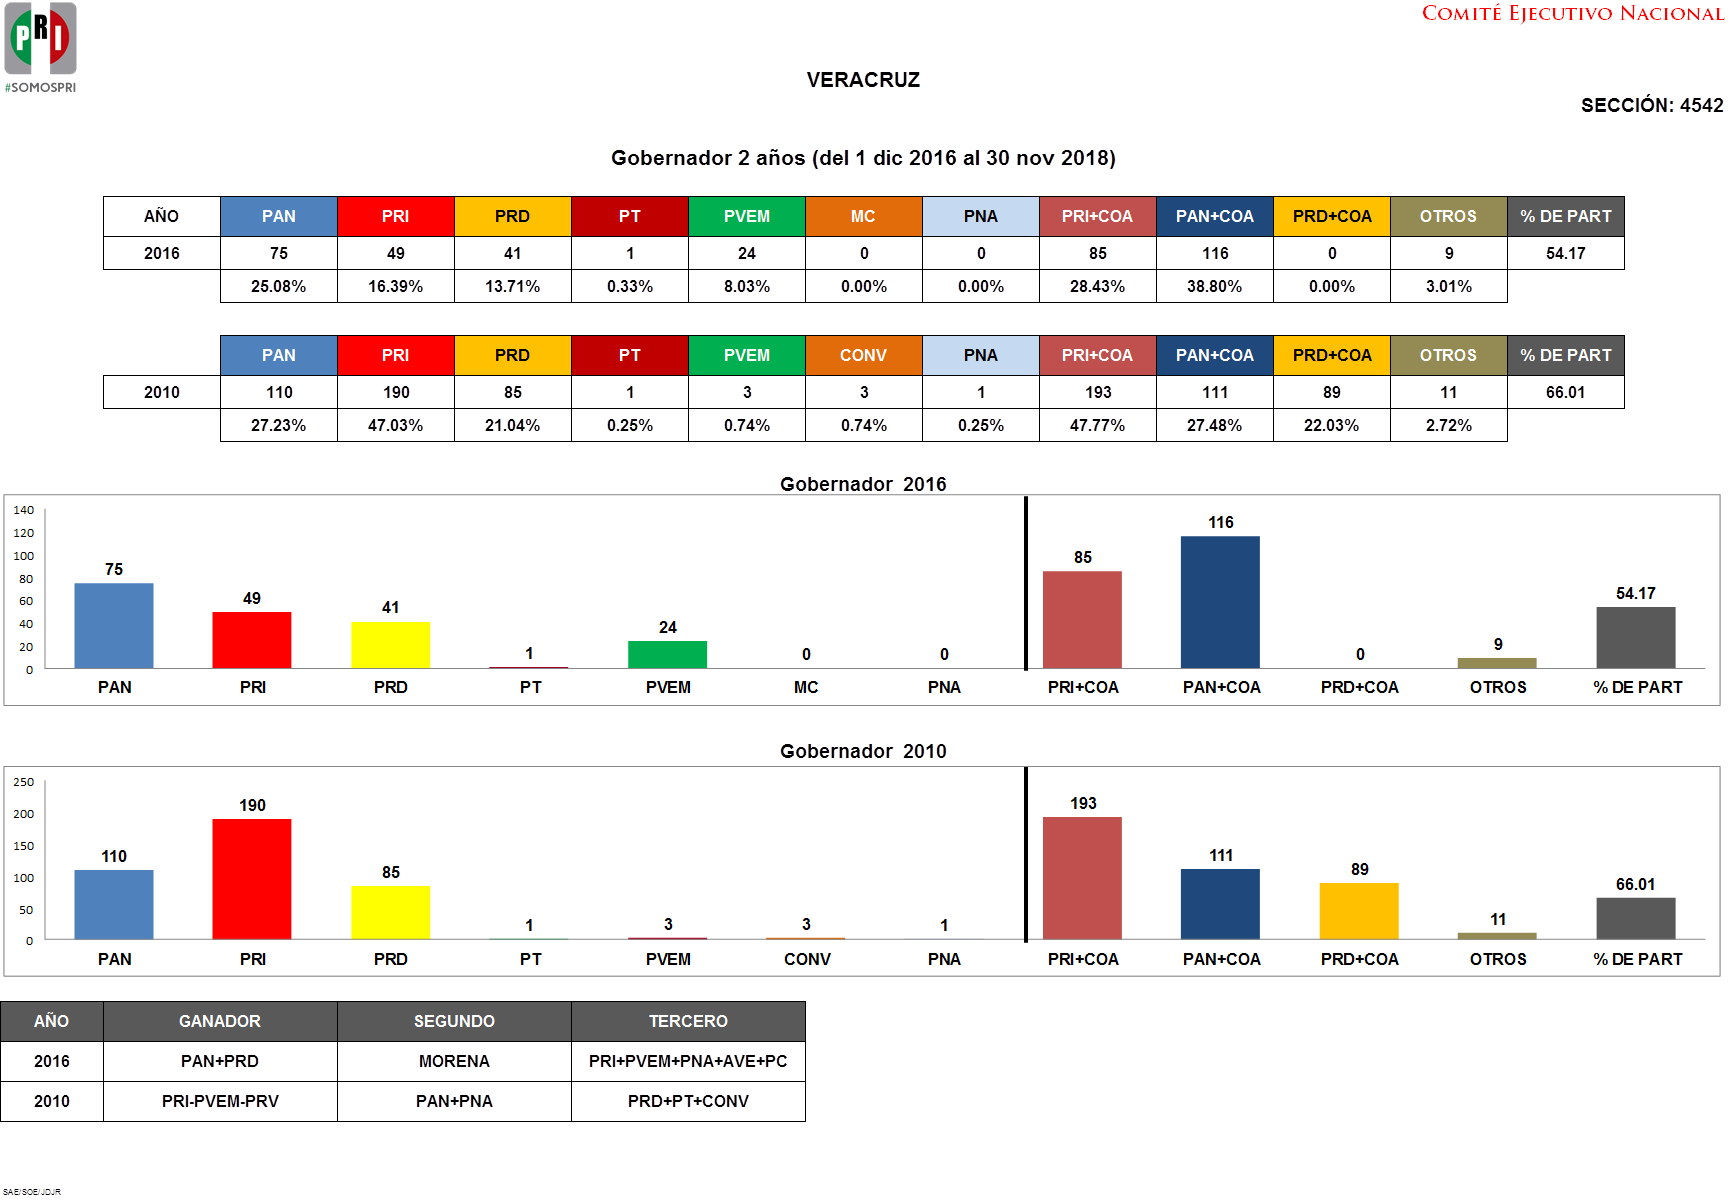 PRI
#SOMOSPRI
COMITÉ EJECUTIVO NACIONAL
VERACRUZ
SECCIÓN: 4542
Gobernador 2 años (del 1 dic 2016 al 30 nov 2018)
AÑO PAN PRI PRD PT PVEM MC PNA PRI+COA PAN+COA PRD+COA OTROS % DE PART
2016 75 49 41 1 24 0 0 85 116 0 9 54.17
25.08% 16.39% 13.71% 0.33% 8.03% 0.00% 0.00% 28.43% 38.80% 0.00% 3.01%
PAN PRI PRD PT PVEM CONV PNA PRI+COA PAN+COA PRD+COA OTROS % DE PART
2010 110 190 85 1 3 3 1 193 111 89 11 66.01
27.23% 47.03% 21.04% 0.25% 0.74% 0.74% 0.25% 47.77% 27.48% 22.03% 2.72%
Gobernador 2016
140
120
100
80
60
40
20
0
75 49 41 1 24 0 0 85 116 0 9 54.17
PAN PRI PRD PT PVEM MC PNA PRI+COA PAN+COA PRD+COA OTROS % DE PART
Gobernador 2010
250
200
150
100
50
0
110 190 85 1 3 3 1 193 111 89 11 66.01
PAN PRI PRD PT PVEM CONV PNA PRI+COA PAN+COA PRD+COA OTROS % DE PART
AÑO GANADOR SEGUNDO TERCERO
2016 PAN+PRD MORENA PRI+PVEM+PNA+AVE+PC
2010 PRI-PVEM-PRV PAN+PNA PRD+PT+CONV
SAE/SOE/JDJR